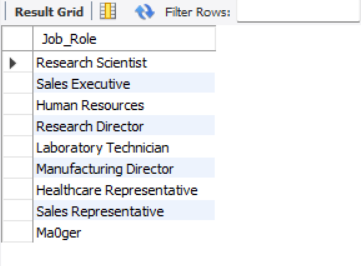 Result Grid Filter Rows:
Job_Role
Research Scientist
Sales Executive
Human Resources
Research Director
Laboratory Technician
Manufacturing Director
Healthcare Representative
Sales Representative
Ma0ger